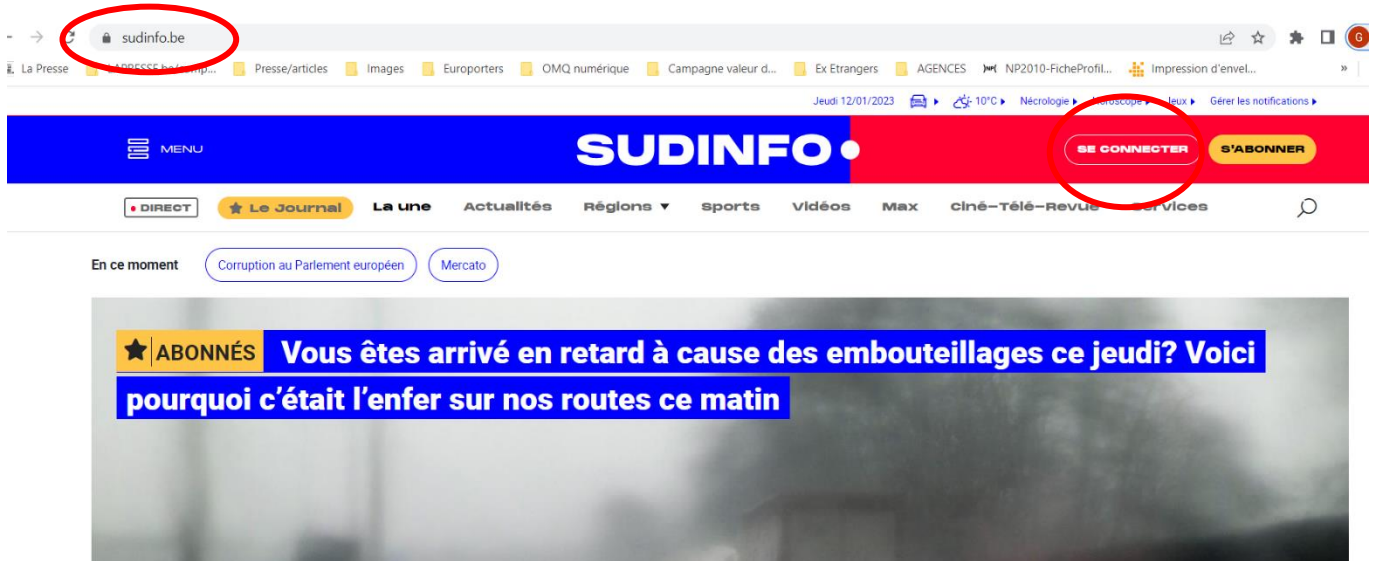 sudinfo.be
La Presse Presse/articles Images Europorters OMQ numérique Campagne valeur d... Ex Etrangers AGENCES NP2010-FicheProfil... Impression d'envel... »
Jeudi 12/01/2023 10°C Nécrologie Horoscope Jeux Gérer les notifications
MENU SUDINFO SE CONNECTER S'ABONNER
DIRECT Le Journal La une Actualités Régions ▼ Sports Vidéos Max Ciné-Télé-Revue Services
En ce moment Corruption au Parlement européen Mercato
ABONNÉS Vous êtes arrivé en retard à cause des embouteillages ce jeudi? Voici
pourquoi c'était l'enfer sur nos routes ce matin